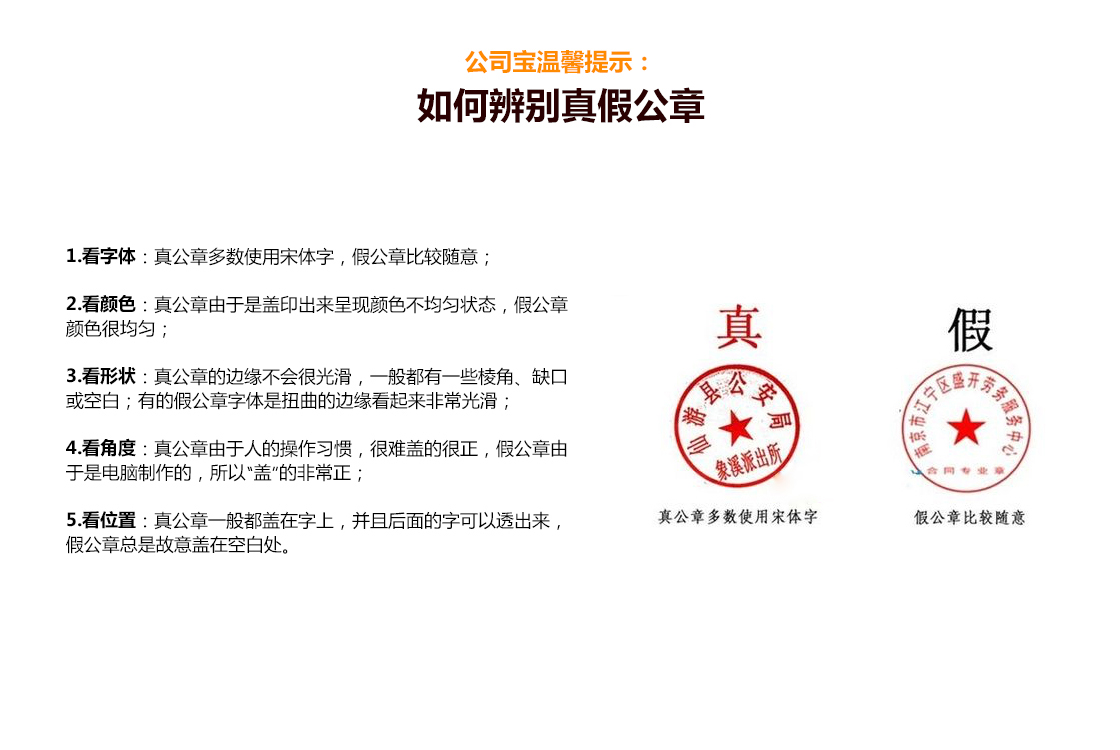 公司宝温馨提示：
如何辨别真假公章
1.看字体：真公章多数使用宋体字，假公章比较随意；
2.看颜色：真公章由于是盖印出来呈现颜色不均匀状态，假公章
颜色很均匀；
3.看形状：真公章的边缘不会很光滑，一般都有一些棱角、缺口
或空白；有的假公章字体是扭曲的边缘看起来非常光滑；
4.看角度：真公章由于人的操作习惯，很难盖的很正，假公章由
于是电脑制作的，所以“盖”的非常正；
5.看位置：真公章一般都盖在字上，并且后面的字可以透出来，
假公章总是故意盖在空白处。
真
仙游县公安局
象溪派出所
真公章多数使用宋体字
假
南京市江宁区盛开劳务服务中心
合同专业章
假公章比较随意